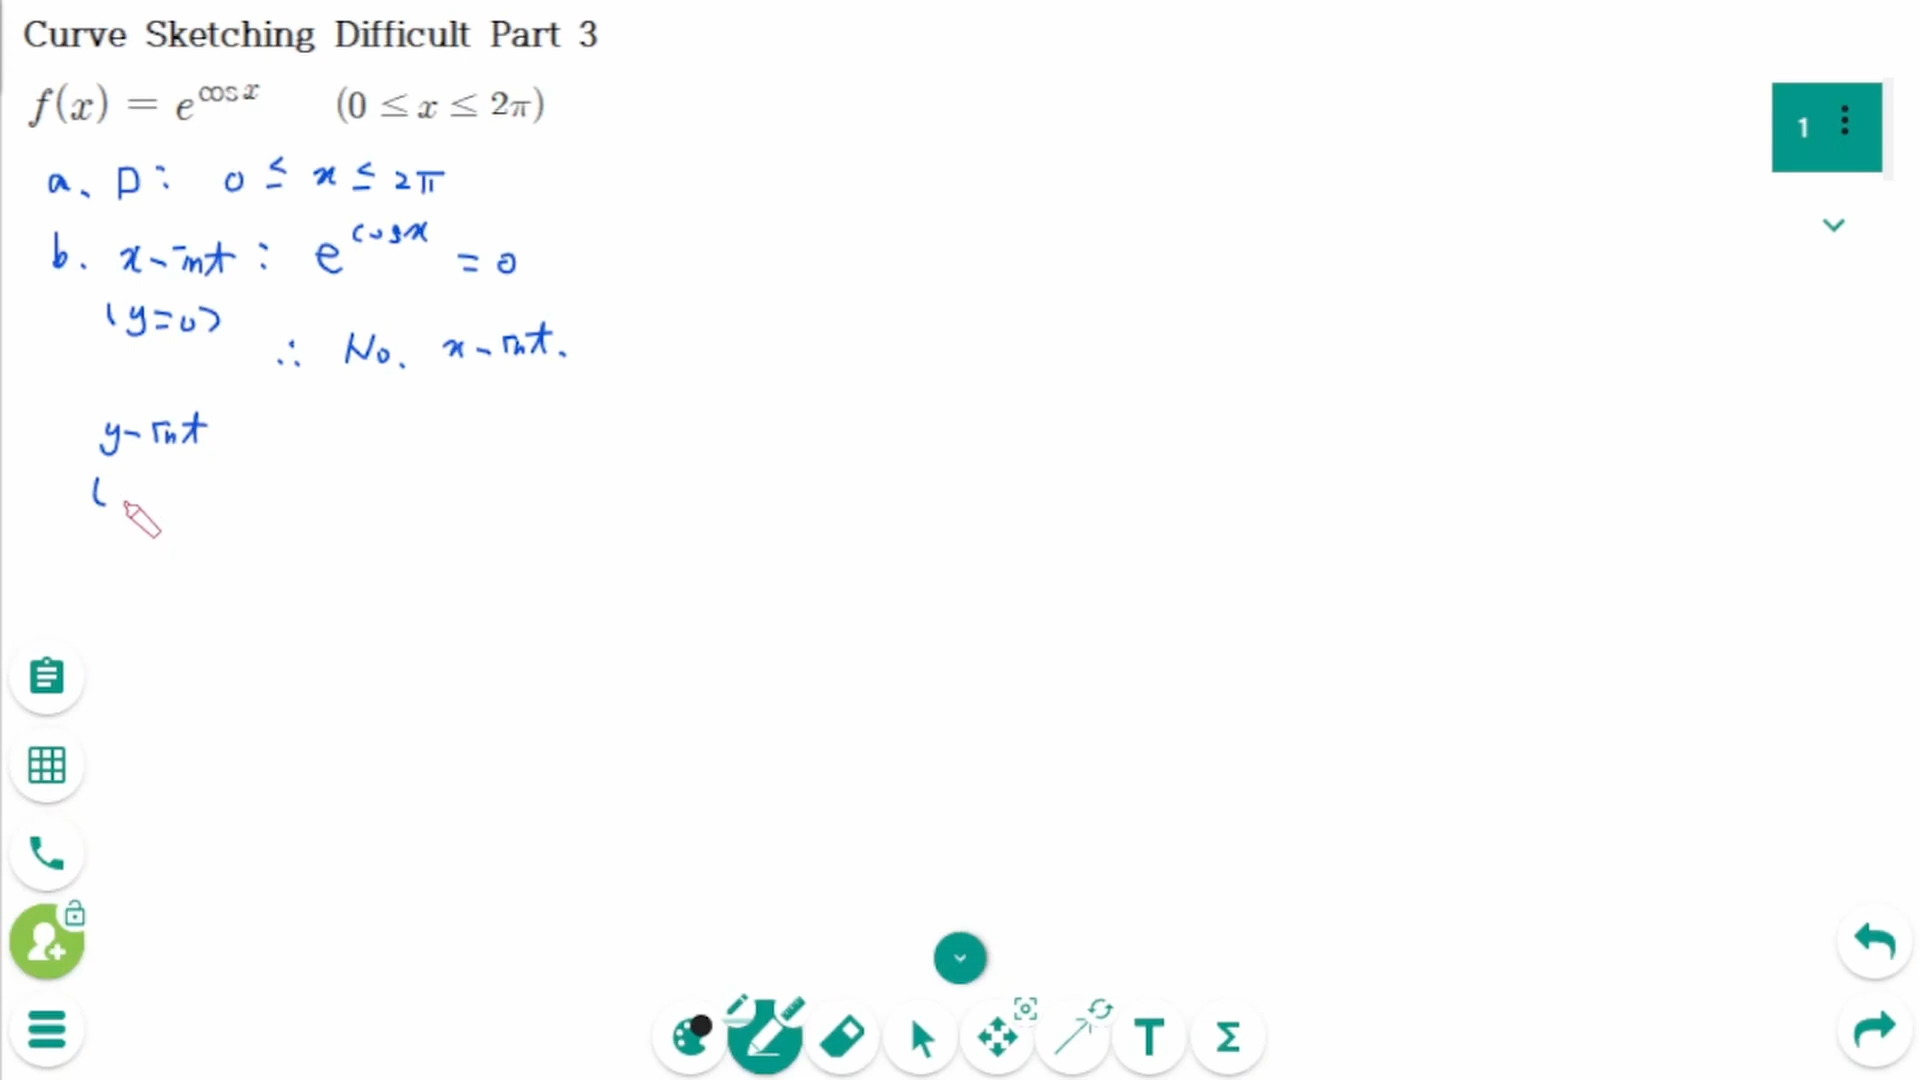 Curve Sketching Difficult Part 3
f(x) = e^{cos x} (0 ≤ x ≤ 2π)
a. D: 0 ≤ x ≤ 2π
b. x-int: e^{cos x} = 0
(y=0)
∴ No. x-int.
y-int
(
1
T
Σ